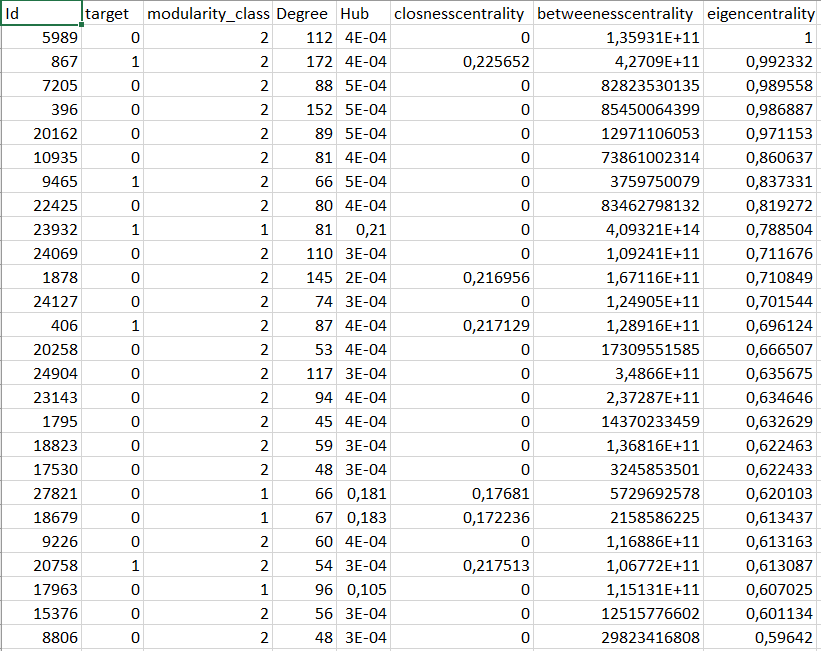 Id target modularity_class Degree Hub closnesscentrality betweenesscentrality eigencentrality
5989 0 2 112 4E-04 0 1,35931E+11 1
867 1 2 172 4E-04 0,225652 4,2709E+11 0,992332
7205 0 2 88 5E-04 0 82823530135 0,989558
396 0 2 152 5E-04 0 85450064399 0,986887
20162 0 2 89 5E-04 0 12971106053 0,971153
10935 0 2 81 4E-04 0 73861002314 0,860637
9465 1 2 66 5E-04 0 3759750079 0,837331
22425 0 2 80 4E-04 0 83462798132 0,819272
23932 1 1 81 0,21 0 4,09321E+14 0,788504
24069 0 2 110 3E-04 0 1,09241E+11 0,711676
1878 0 2 145 2E-04 0,216956 1,67116E+11 0,710849
24127 0 2 74 3E-04 0 1,24905E+11 0,701544
406 1 2 87 4E-04 0,217129 1,28916E+11 0,696124
20258 0 2 53 4E-04 0 17309551585 0,666507
24904 0 2 117 3E-04 0 3,4866E+11 0,635675
23143 0 2 94 4E-04 0 2,37287E+11 0,634646
1795 0 2 45 4E-04 0 14370233459 0,632629
18823 0 2 59 3E-04 0 1,36816E+11 0,622463
17530 0 2 48 3E-04 0 3245853501 0,622433
27821 0 1 66 0,181 0,17681 5729692578 0,620103
18679 0 1 67 0,183 0,172236 2158586225 0,613437
9226 0 2 60 4E-04 0 1,16886E+11 0,613163
20758 1 2 54 3E-04 0,217513 1,06772E+11 0,613087
17963 0 1 96 0,105 0 1,15131E+11 0,607025
15376 0 2 56 3E-04 0 12515776602 0,601134
8806 0 2 48 3E-04 0 29823416808 0,59642